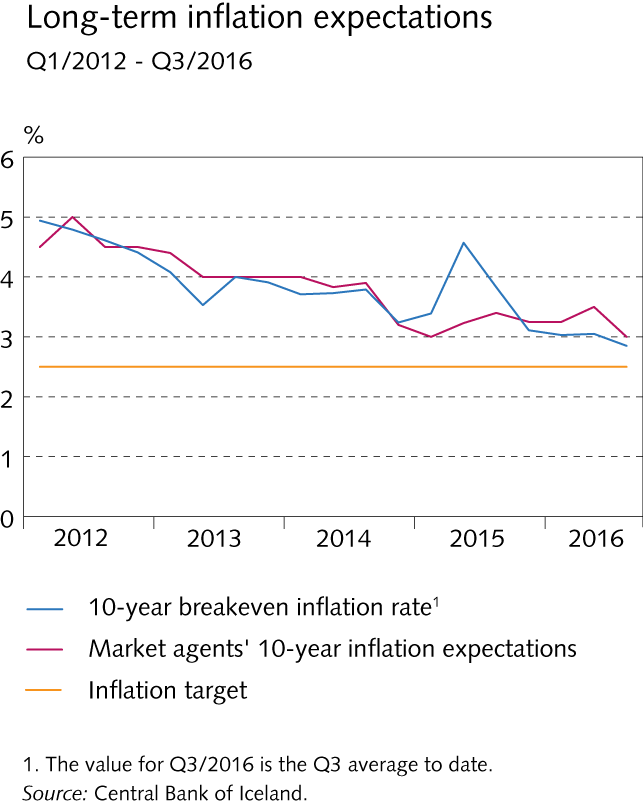 Long-term inflation expectations
Q1/2012 - Q3/2016
%
6
5
4
3
2
1
0
2012 2013 2014 2015 2016
10-year breakeven inflation rate¹
Market agents' 10-year inflation expectations
Inflation target
1. The value for Q3/2016 is the Q3 average to date.
Source: Central Bank of Iceland.